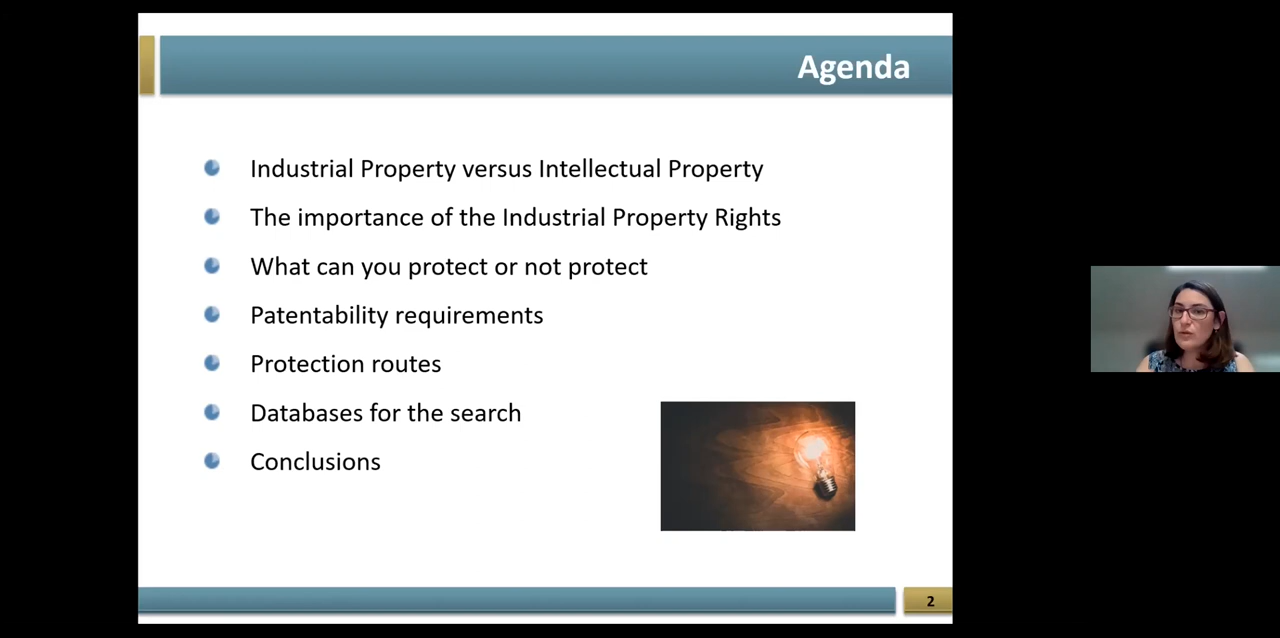 Agenda
Industrial Property versus Intellectual Property
The importance of the Industrial Property Rights
What can you protect or not protect
Patentability requirements
Protection routes
Databases for the search
Conclusions
2